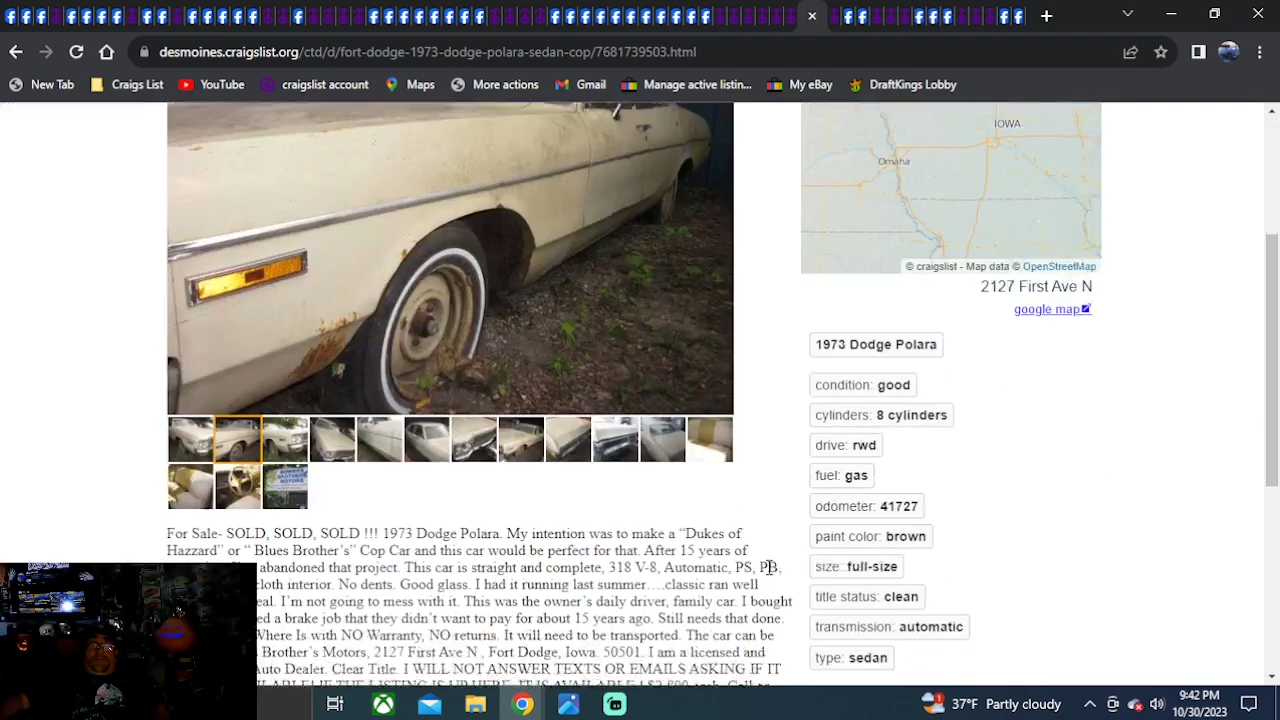 desmoines.craigslist.org/ctd/d/fort-dodge-1973-dodge-polara-sedan-cop/7681739503.html
New Tab Craigs List YouTube craigslist account Maps More actions Gmail Manage active listin... My eBay DraftKings Lobby
IOWA
Omaha
© craigslist - Map data © OpenStreetMap
2127 First Ave N
google map
1973 Dodge Polara
condition: good
cylinders: 8 cylinders
drive: rwd
fuel: gas
odometer: 41727
paint color: brown
size: full-size
title status: clean
transmission: automatic
type: sedan
BROTHERS
MOTORS
For Sale- SOLD, SOLD, SOLD !!! 1973 Dodge Polara. My intention was to make a “Dukes of
Hazzard” or “ Blues Brother’s” Cop Car and this car would be perfect for that. After 15 years of
abandoned that project. This car is straight and complete, 318 V-8, Automatic, PS, PB,
cloth interior. No dents. Good glass. I had it running last summer….classic ran well
eal. I’m not going to mess with it. This was the owner’s daily driver, family car. I bought
ed a brake job that they didn’t want to pay for about 15 years ago. Still needs that done.
Where Is with NO Warranty, NO returns. It will need to be transported. The car can be
Brother’s Motors, 2127 First Ave N , Fort Dodge, Iowa. 50501. I am a licensed and
Auto Dealer. Clear Title. I WILL NOT ANSWER TEXTS OR EMAILS ASKING IF IT
37°F Partly cloudy
9:42 PM
10/30/2023